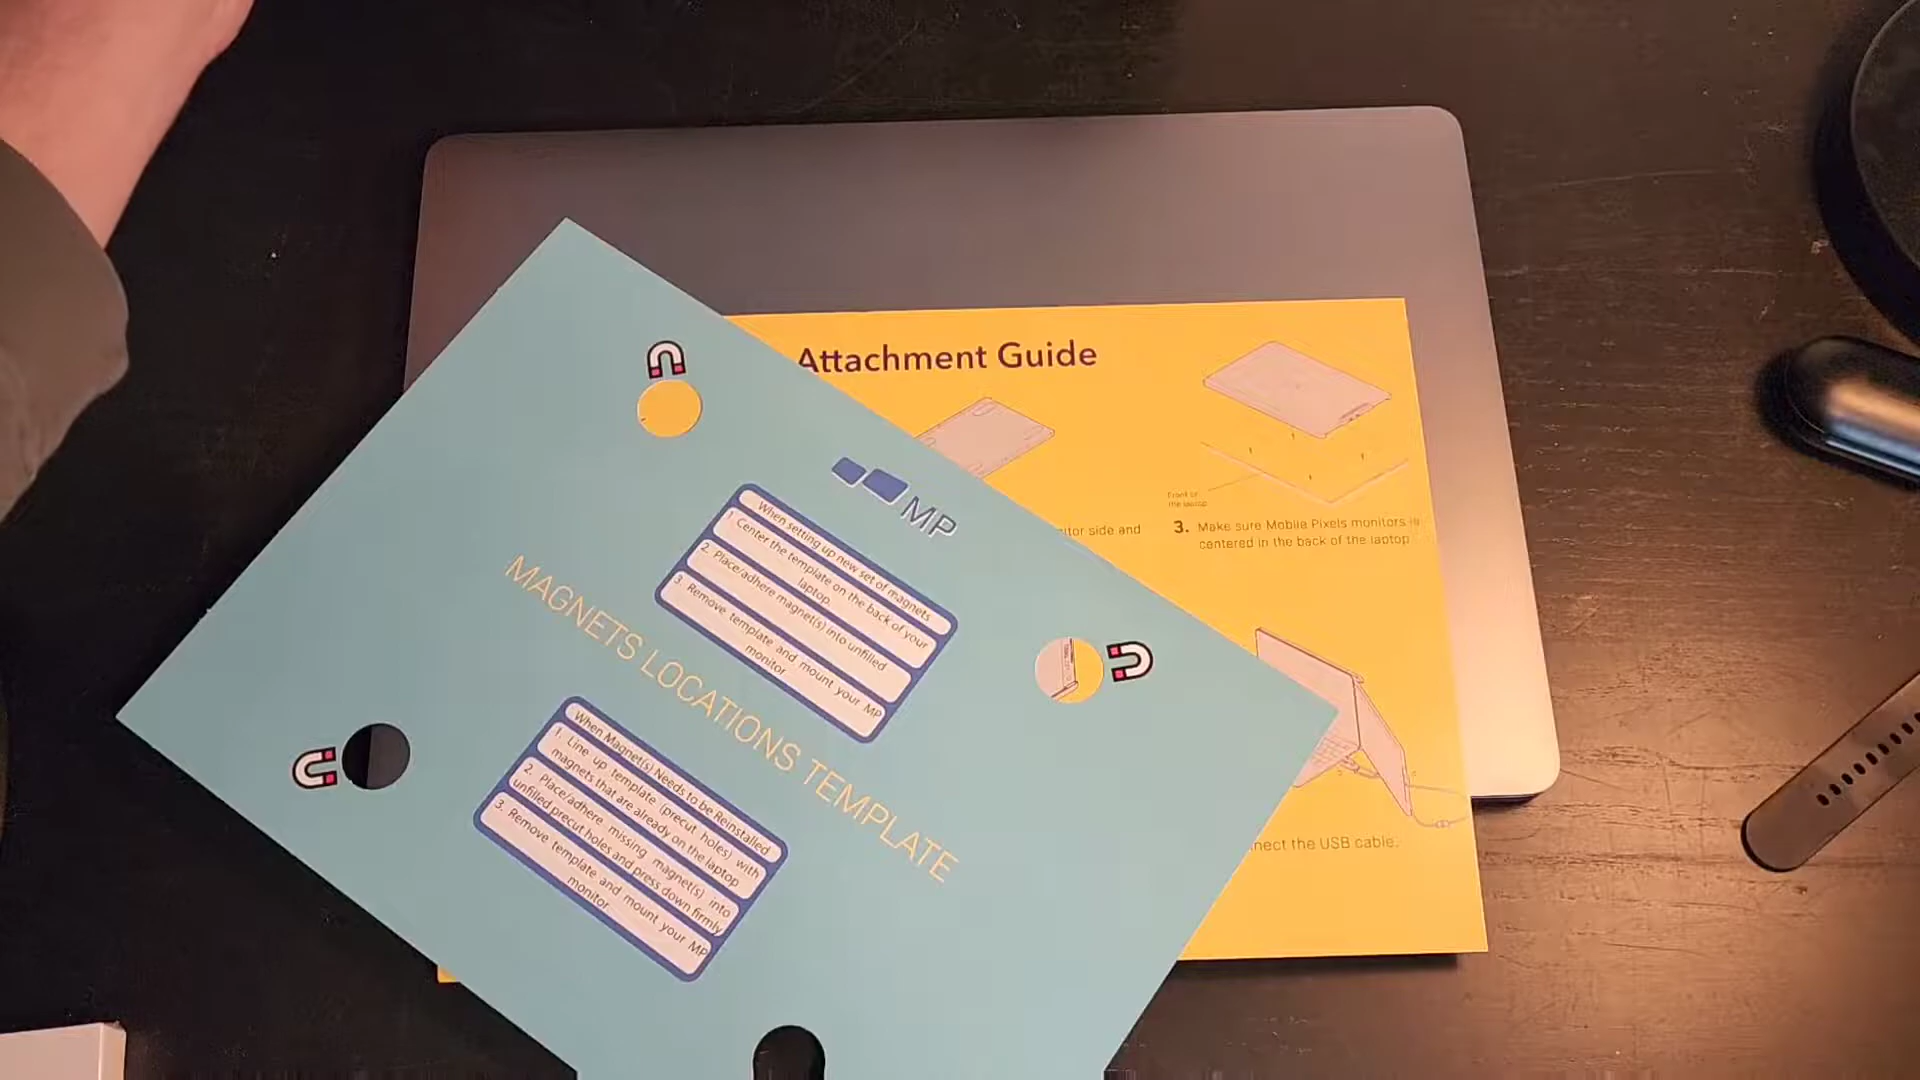 Attachment Guide
Front of
the laptop
itor side and
3. Make sure Mobile Pixels monitors is
centered in the back of the laptop
nnect the USB cable.
MP
When setting up new set of magnets
1. Center the template on the back of your
laptop.
2. Place/adhere magnet(s) into unfilled
3. Remove template and mount your MP
monitor
MAGNETS LOCATIONS TEMPLATE
When Magnet(s) Needs to be Reinstalled
1. Line up template (precut holes) with
magnets that are already on the laptop
2. Place/adhere missing magnet(s) into
unfilled precut holes and press down firmly
3. Remove template and mount your MP
monitor